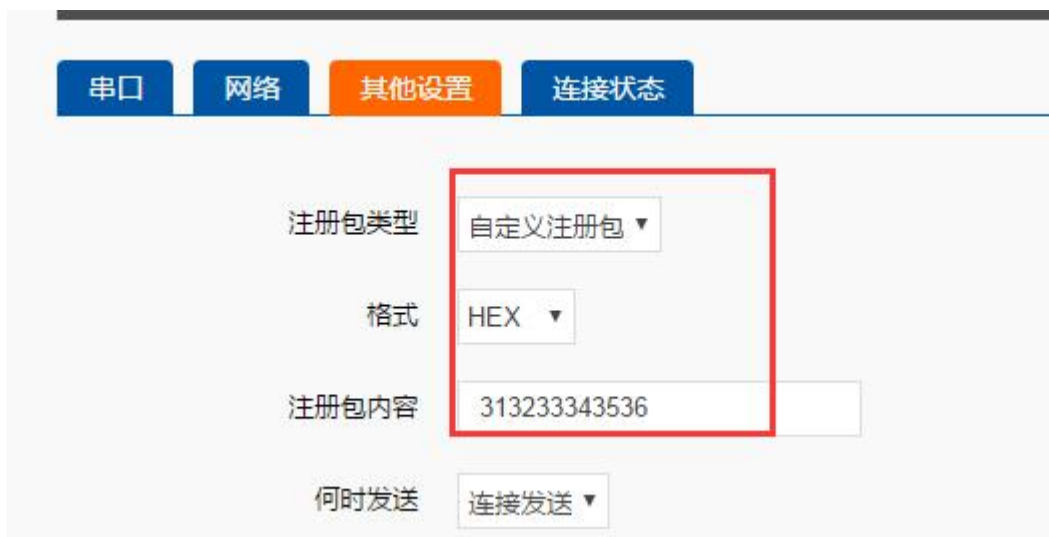 串口 网络 其他设置 连接状态
注册包类型 自定义注册包
格式 HEX
注册包内容 313233343536
何时发送 连接发送